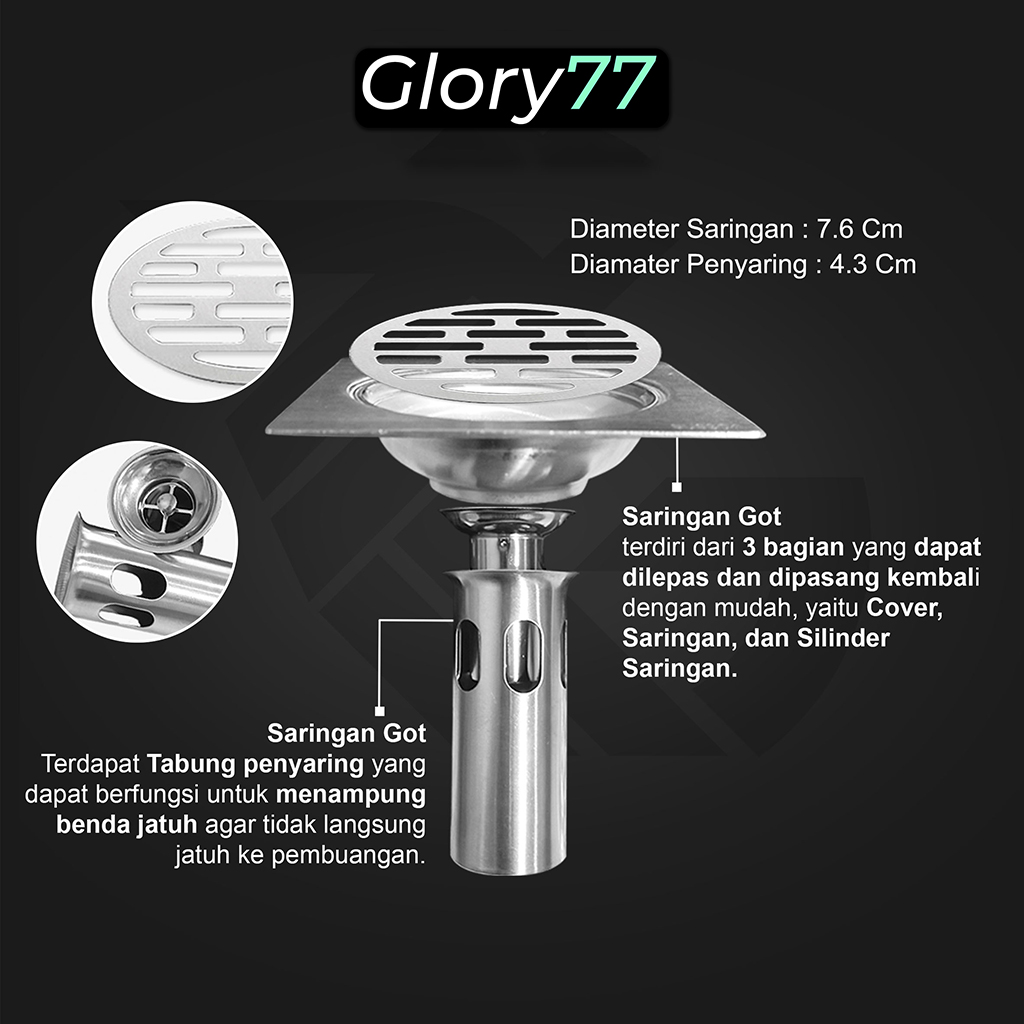 Glory77
Diameter Saringan : 7.6 Cm
Diamater Penyaring : 4.3 Cm
Saringan Got
terdiri dari 3 bagian yang dapat
dilepas dan dipasang kembali
dengan mudah, yaitu Cover,
Saringan, dan Silinder
Saringan.
Saringan Got
Terdapat Tabung penyaring yang
dapat berfungsi untuk menampung
benda jatuh agar tidak langsung
jatuh ke pembuangan.